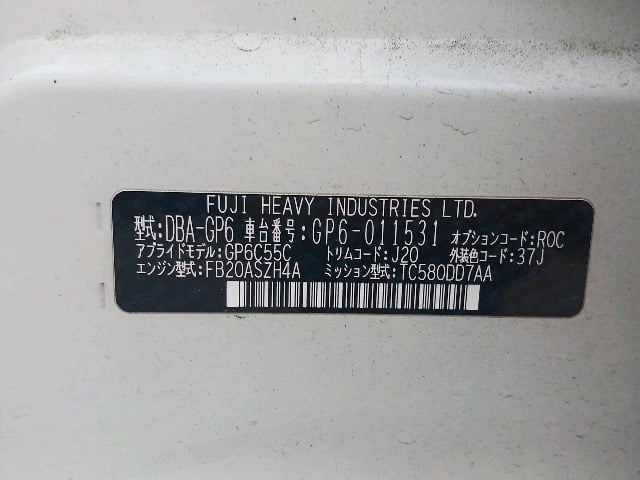 FUJI HEAVY INDUSTRIES LTD.
型式:DBA-GP6 車台番号:GP6-011531 オプションコード:ROC
アプライドモデル:GP6C55C トリムコード:J20 外装色コード:37J
エンジン型式:FB20ASZH4A ミッション型式:TC580DD7AA